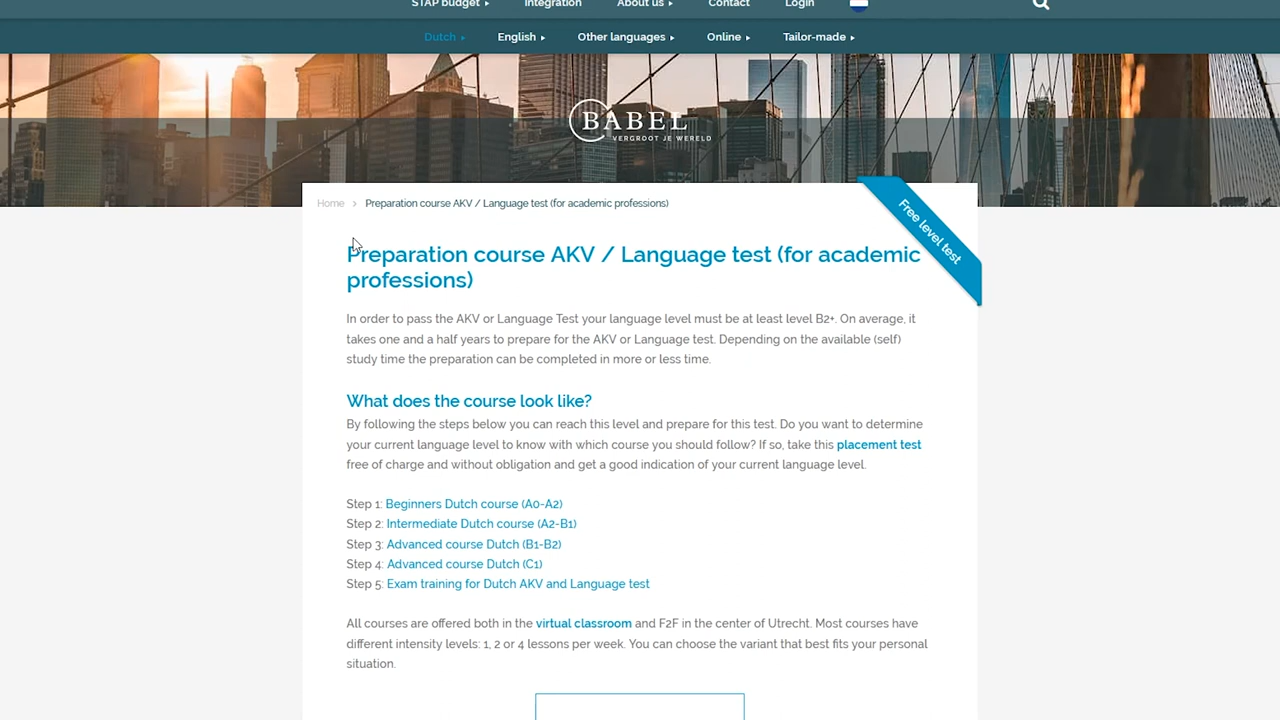 STAP budget Integration About us Contact Login
Dutch English Other languages Online Tailor-made
BABEL
VERGROOT JE WERELD
Home > Preparation course AKV / Language test (for academic professions)
Free level test
Preparation course AKV / Language test (for academic
professions)
In order to pass the AKV or Language Test your language level must be at least level B2+. On average, it
takes one and a half years to prepare for the AKV or Language test. Depending on the available (self)
study time the preparation can be completed in more or less time.
What does the course look like?
By following the steps below you can reach this level and prepare for this test. Do you want to determine
your current language level to know with which course you should follow? If so, take this placement test
free of charge and without obligation and get a good indication of your current language level.
Step 1: Beginners Dutch course (A0-A2)
Step 2: Intermediate Dutch course (A2-B1)
Step 3: Advanced course Dutch (B1-B2)
Step 4: Advanced course Dutch (C1)
Step 5: Exam training for Dutch AKV and Language test
All courses are offered both in the virtual classroom and F2F in the center of Utrecht. Most courses have
different intensity levels: 1, 2 or 4 lessons per week. You can choose the variant that best fits your personal
situation.